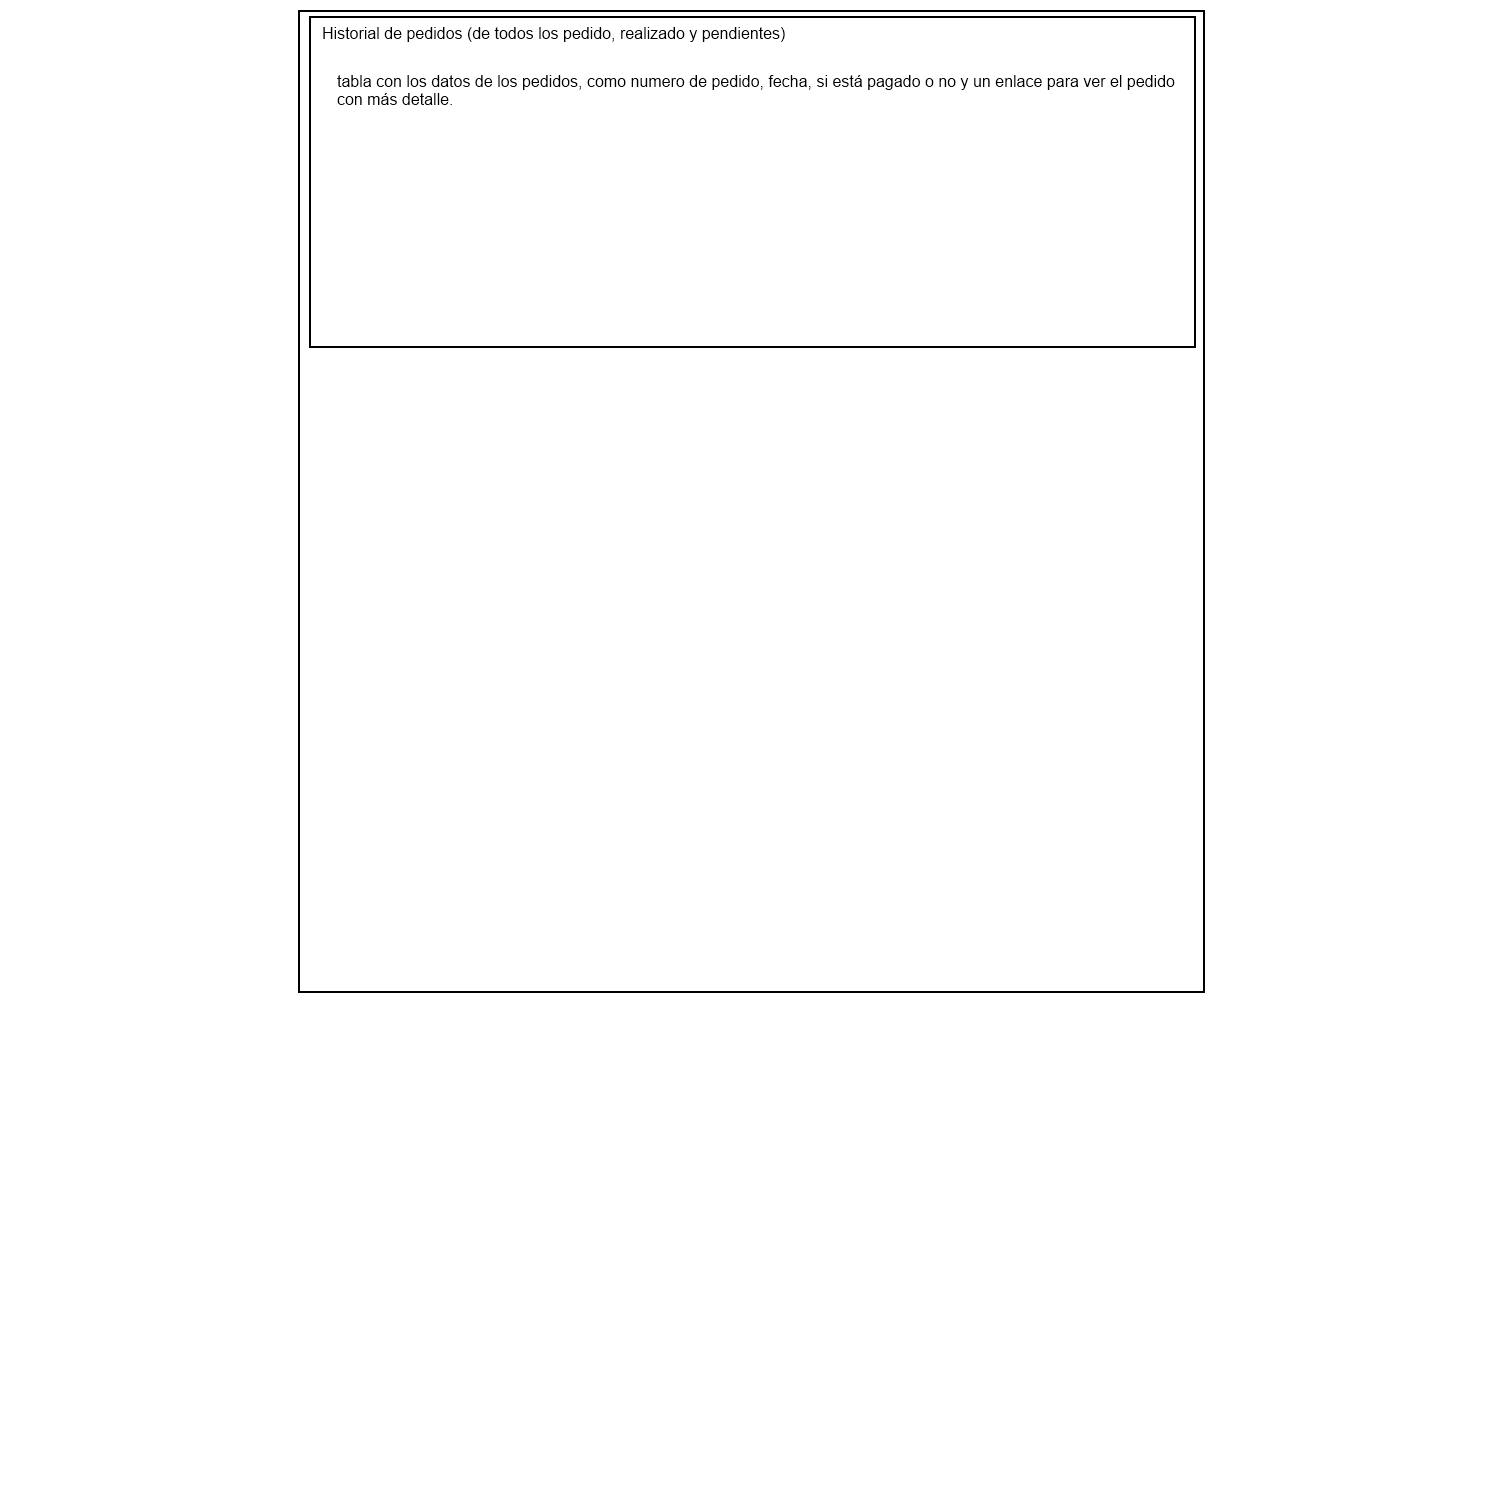 Historial de pedidos (de todos los pedido, realizado y pendientes)
tabla con los datos de los pedidos, como numero de pedido, fecha, si está pagado o no y un enlace para ver el pedido
con más detalle.